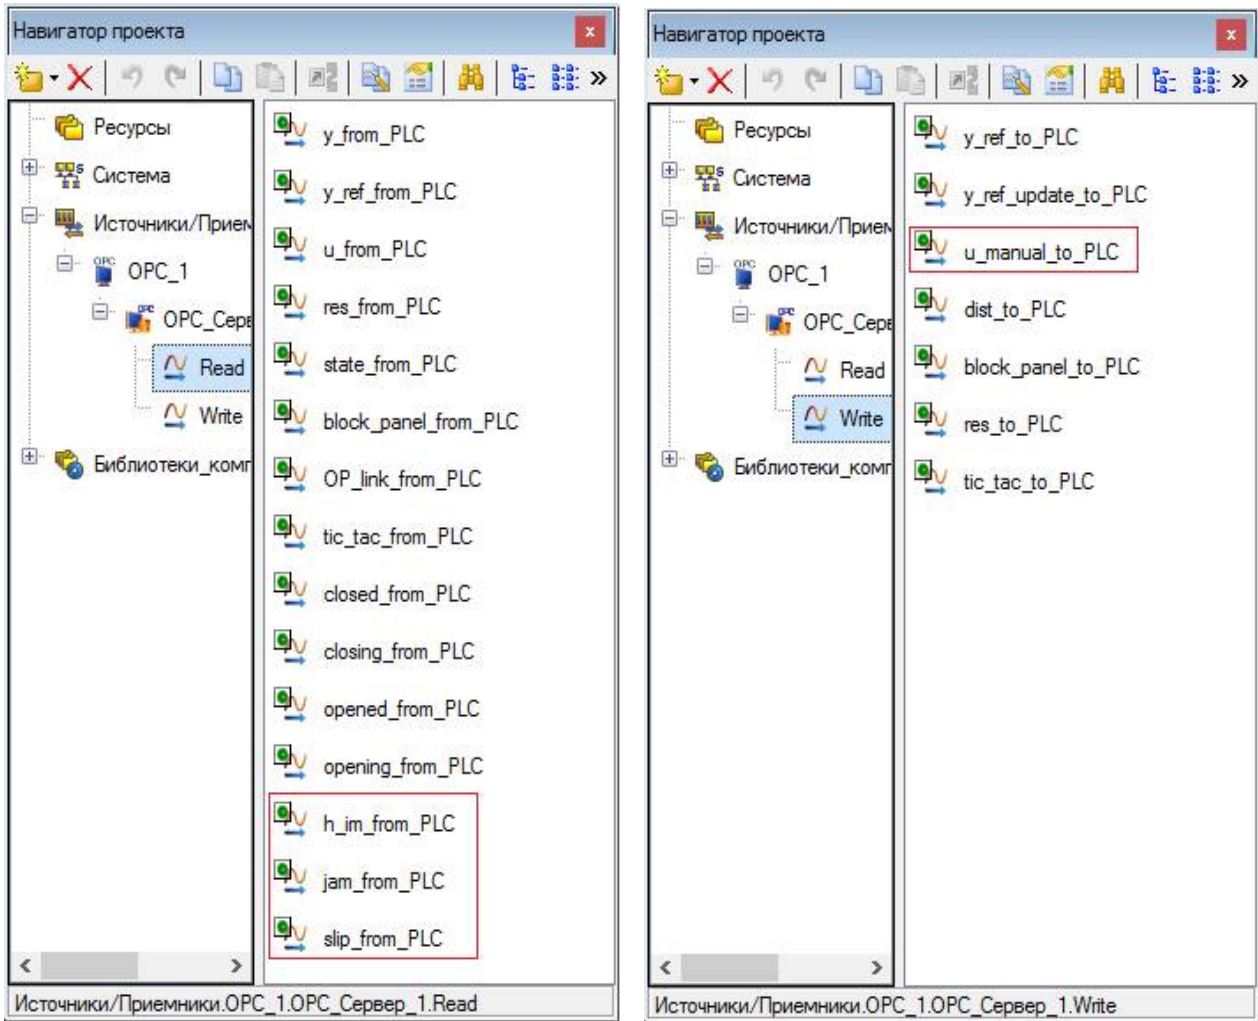 Навигатор проекта
Ресурсы
Система
Источники/Прием
OPC_1
OPC_Серв
Read
Write
Библиотеки_комп
y_from_PLC
y_ref_from_PLC
u_from_PLC
res_from_PLC
state_from_PLC
block_panel_from_PLC
OP_link_from_PLC
tic_tac_from_PLC
closed_from_PLC
closing_from_PLC
opened_from_PLC
opening_from_PLC
h_im_from_PLC
jam_from_PLC
slip_from_PLC
Источники/Приемники.OPC_1.OPC_Сервер_1.Read
Навигатор проекта
Ресурсы
Система
Источники/Прием
OPC_1
OPC_Серв
Read
Write
Библиотеки_комп
y_ref_to_PLC
y_ref_update_to_PLC
u_manual_to_PLC
dist_to_PLC
block_panel_to_PLC
res_to_PLC
tic_tac_to_PLC
Источники/Приемники.OPC_1.OPC_Сервер_1.Write